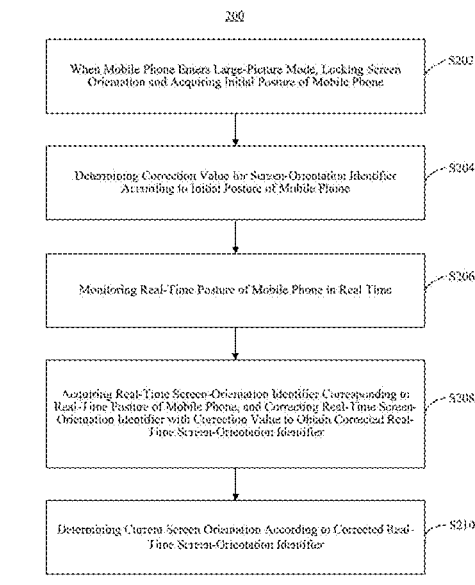 200
When Mobile Phone Enters Large-Picture Mode, Locking Screen
Orientation and Acquiring Initial Posture of Mobile Phone
S202
Determining Correction Value for Screen-Orientation Identifier
According to Initial Posture of Mobile Phone
S204
Monitoring Real-Time Posture of Mobile Phone in Real Time
S206
Acquiring Real-Time Screen-Orientation Identifier Corresponding to
Real-Time Posture of Mobile Phone, and Correcting Real-Time Screen-
Orientation Identifier with Correction Value to Obtain Corrected Real-
Time Screen-Orientation Identifier
S208
Determining Current Screen Orientation According to Corrected Real-
Time Screen-Orientation Identifier
S210